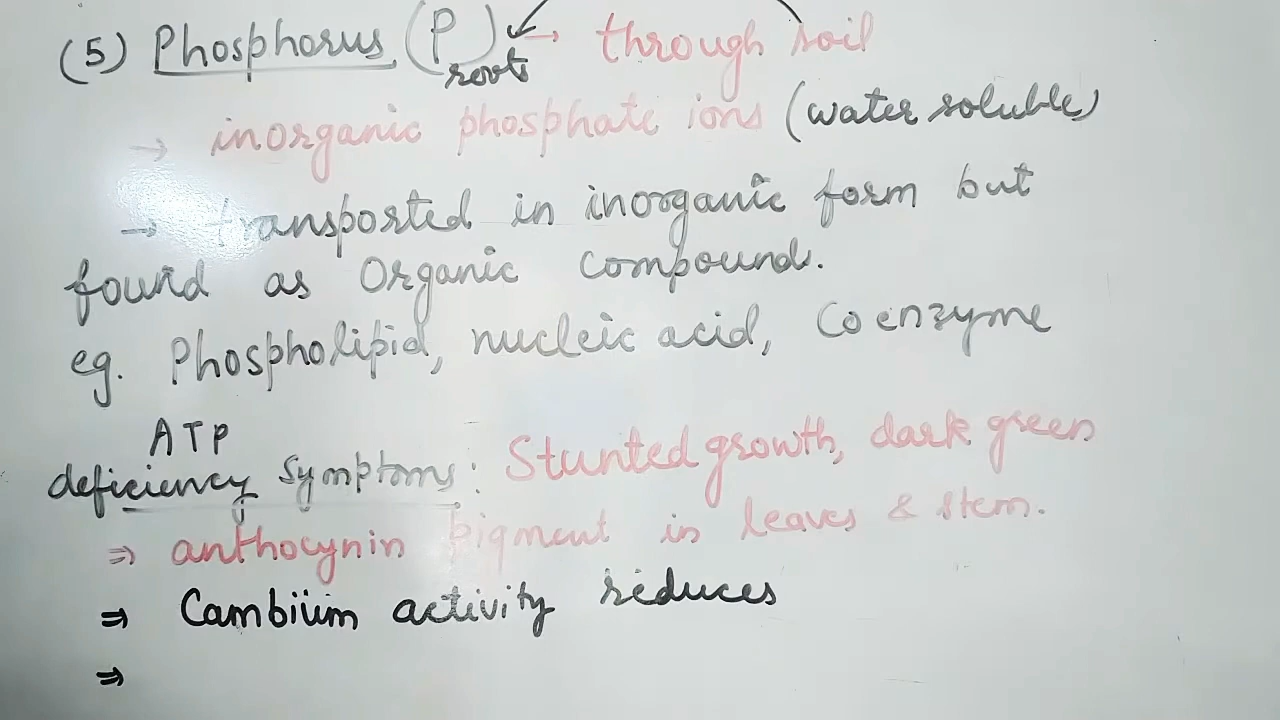 (5) Phosphorus (P) → through soil
roots
→ inorganic phosphate ions (water soluble)
→ transported in inorganic form but
found as Organic compound.
eg. Phospholipid, nucleic acid, Coenzyme
ATP
deficiency symptoms: Stunted growth, dark green
⇒ anthocynin pigment in leaves & stem.
⇒ Cambium activity reduces
⇒